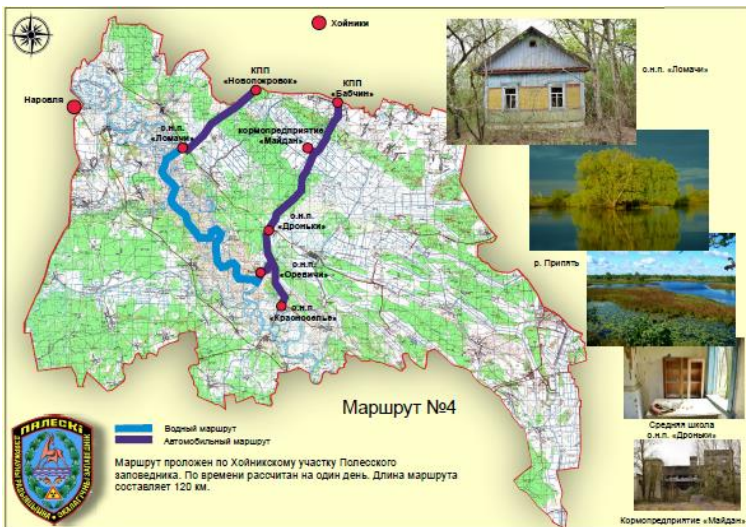 Хойники
КПП
«Новопокровск»
КПП
«Бабчин»
о.н.п. «Ломачи»
Наровля
о.н.п.
«Ломачи»
кормопредприятие
«Майдан»
о.н.п.
«Дроньки»
р. Припять
о.н.п.
«Оревичи»
о.н.п.
«Красноселье»
Маршрут №4
Средняя школа
о.н.п. «Дроньки»
ПАЛЕСКІ
Водный маршрут
Автомобильный маршрут
Маршрут проложен по Хойникскому участку Полесского
заповедника. По времени рассчитан на один день. Длина маршрута
составляет 120 км.
Кормопредприятие «Майдан»